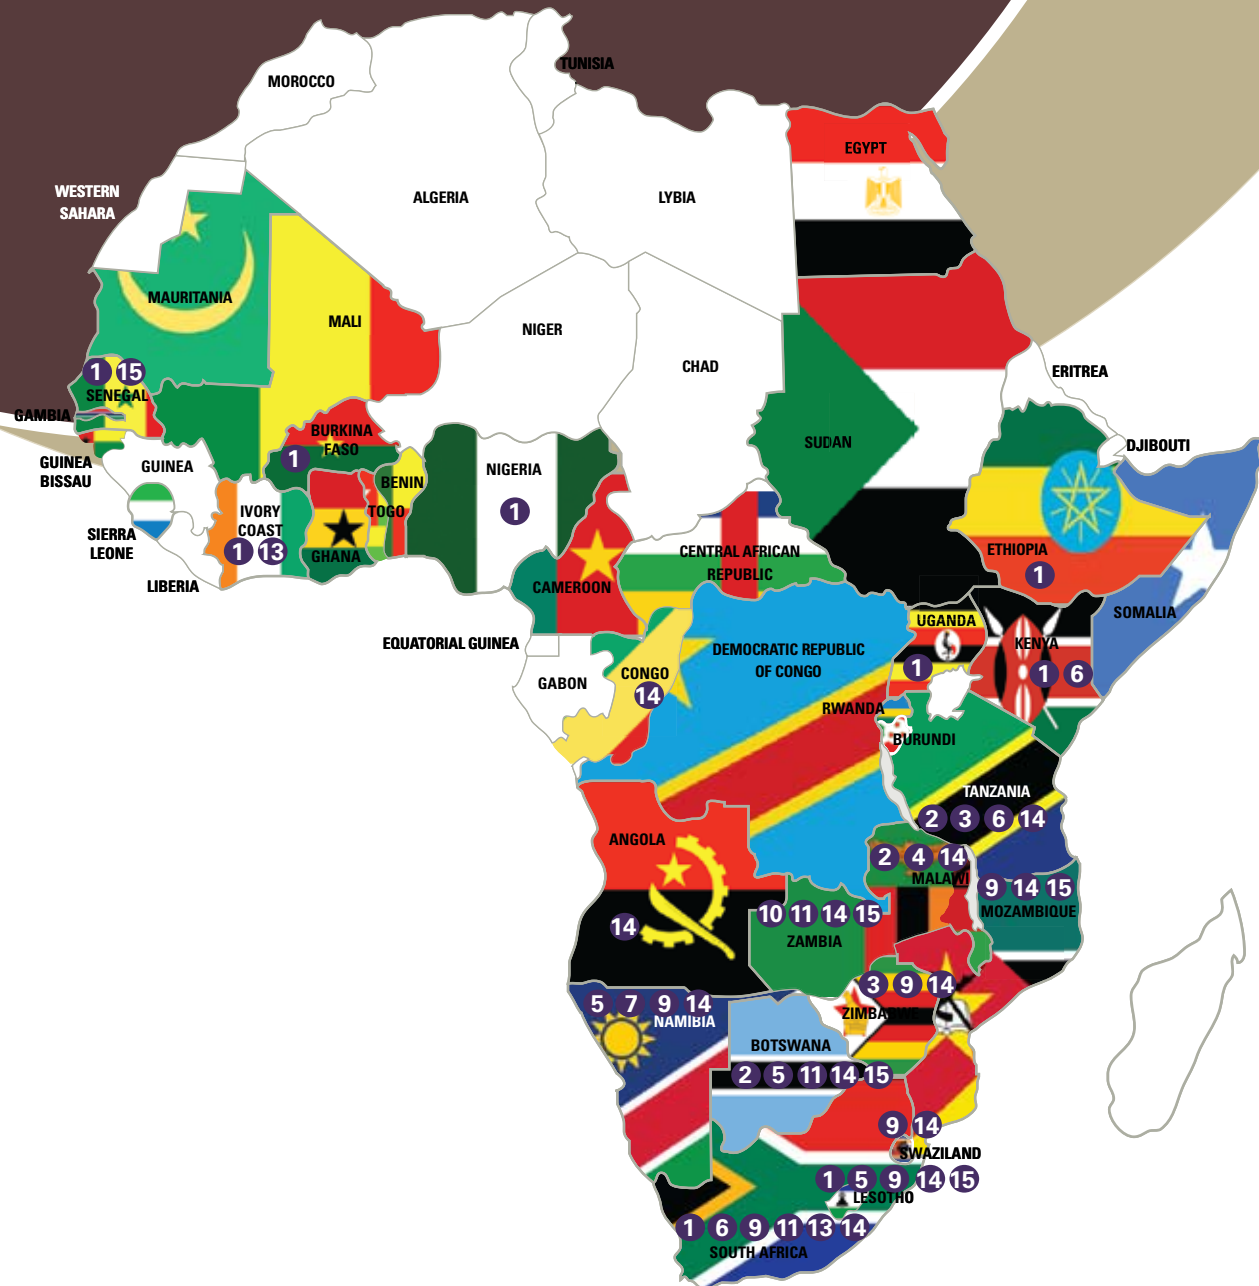 TUNISIA
MOROCCO
EGYPT
WESTERN
SAHARA
ALGERIA
LYBIA
MAURITANIA
MALI
NIGER
CHAD
ERITREA
1 15
SENEGAL
GAMBIA
BURKINA
FASO
1
SUDAN
DJIBOUTI
GUINEA
BISSAU
GUINEA
NIGERIA
1
BENIN
TOGO
IVORY
COAST
1 13
GHANA
SIERRA
LEONE
LIBERIA
CENTRAL AFRICAN
REPUBLIC
ETHIOPIA
1
CAMEROON
SOMALIA
UGANDA
1
KENYA
1 6
EQUATORIAL GUINEA
DEMOCRATIC REPUBLIC
OF CONGO
GABON
CONGO
14
RWANDA
BURUNDI
TANZANIA
2 3 6 14
ANGOLA
14
2 4 14
MALAWI
9 14 15
MOZAMBIQUE
10 11 14 15
ZAMBIA
3 9 14
ZIMBABWE
5 7 9 14
NAMIBIA
BOTSWANA
2 5 11 14 15
9 14
SWAZILAND
1 5 9 14 15
LESOTHO
1 6 9 11 13 14
SOUTH AFRICA